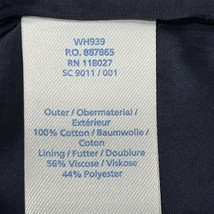 WH939
P.O. 887865
RN 118027
SC 9011 / 001
Outer / Obermaterial /
Extérieur
100% Cotton / Baumwolle /
Coton
Lining / Futter / Doublure
56% Viscose / Viskose
44% Polyester